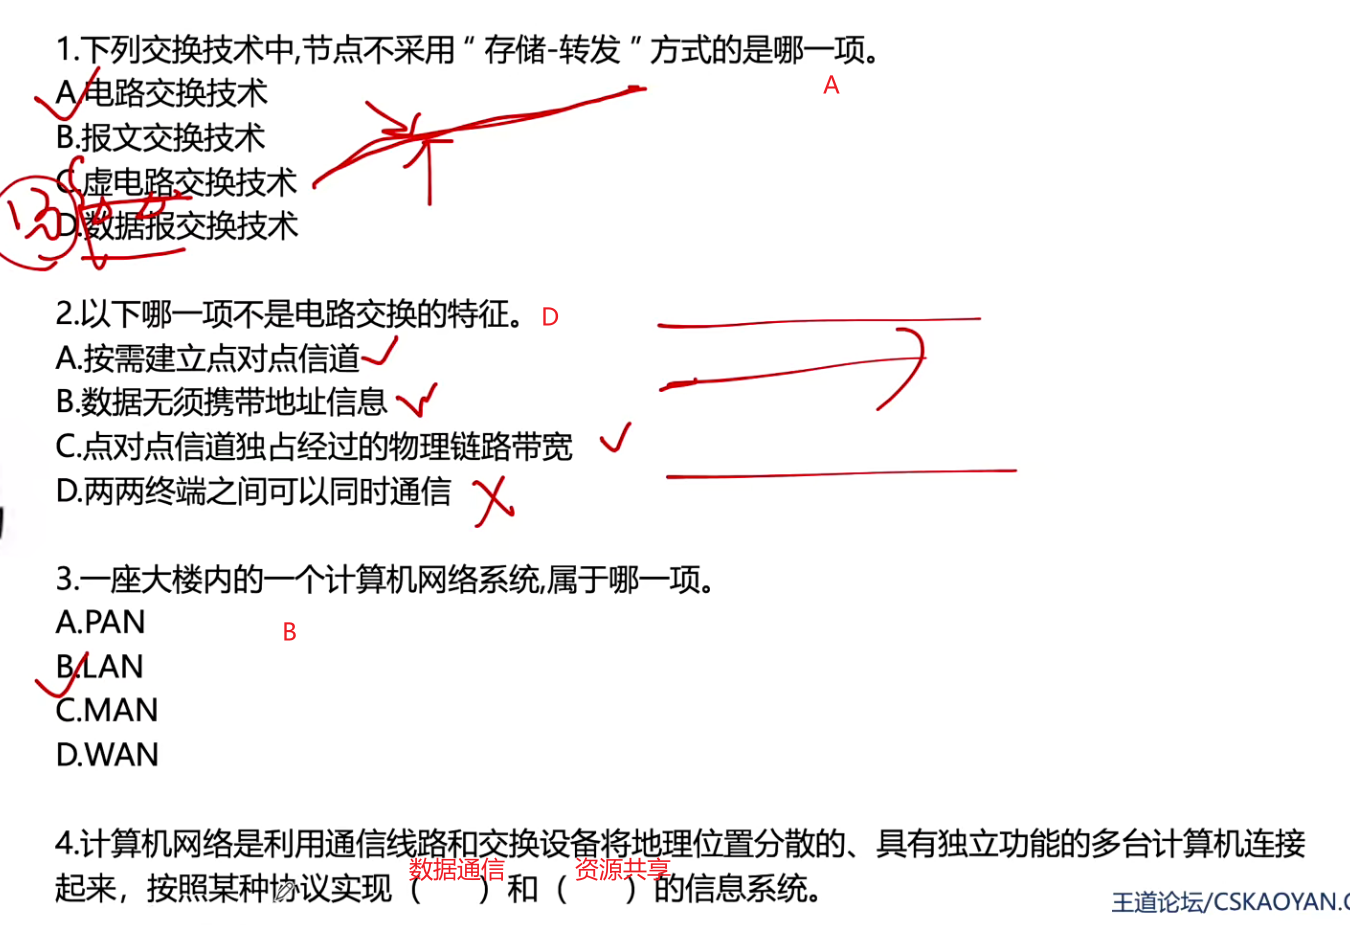 1.下列交换技术中,节点不采用“存储-转发”方式的是哪一项。
A
A.电路交换技术
B.报文交换技术
C.虚电路交换技术
D.数据报交换技术
2.以下哪一项不是电路交换的特征。 D
A.按需建立点对点信道
B.数据无须携带地址信息
C.点对点信道独占经过的物理链路带宽
D.两两终端之间可以同时通信
3.一座大楼内的一个计算机网络系统,属于哪一项。
A.PAN
B
B.LAN
C.MAN
D.WAN
4.计算机网络是利用通信线路和交换设备将地理位置分散的、具有独立功能的多台计算机连接
数据通信 资源共享
起来，按照某种协议实现（ ）和（ ）的信息系统。
王道论坛/CSKAOYAN.C